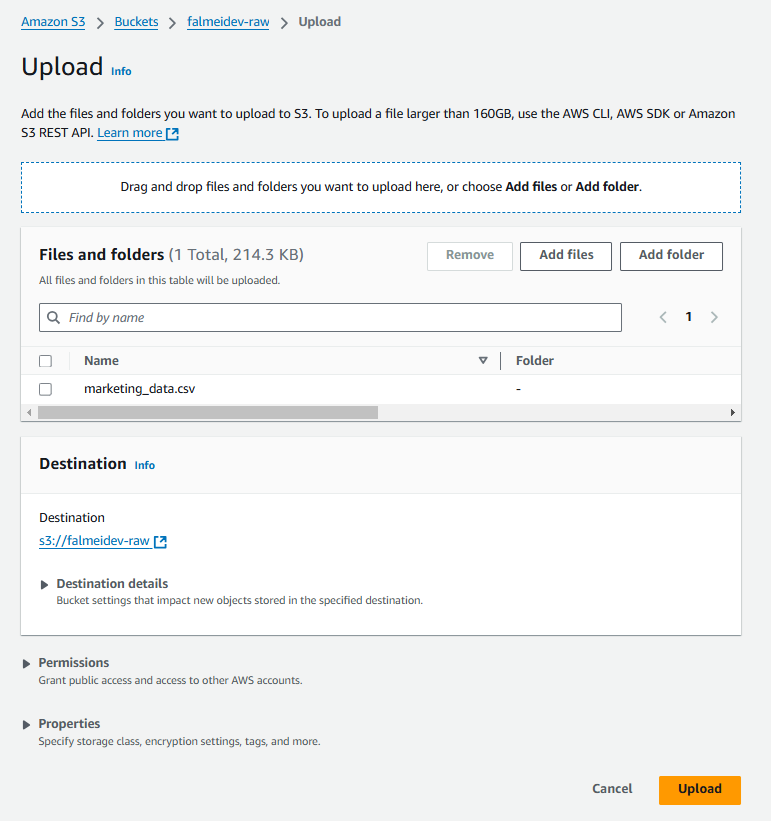 Amazon S3 > Buckets > falmeidev-raw > Upload
Upload Info
Add the files and folders you want to upload to S3. To upload a file larger than 160GB, use the AWS CLI, AWS SDK or Amazon
S3 REST API. Learn more
Drag and drop files and folders you want to upload here, or choose Add files or Add folder.
Files and folders (1 Total, 214.3 KB)
Remove Add files Add folder
All files and folders in this table will be uploaded.
Find by name
1
Name Folder
marketing_data.csv -
Destination Info
Destination
s3://falmeidev-raw
Destination details
Bucket settings that impact new objects stored in the specified destination.
Permissions
Grant public access and access to other AWS accounts.
Properties
Specify storage class, encryption settings, tags, and more.
Cancel Upload